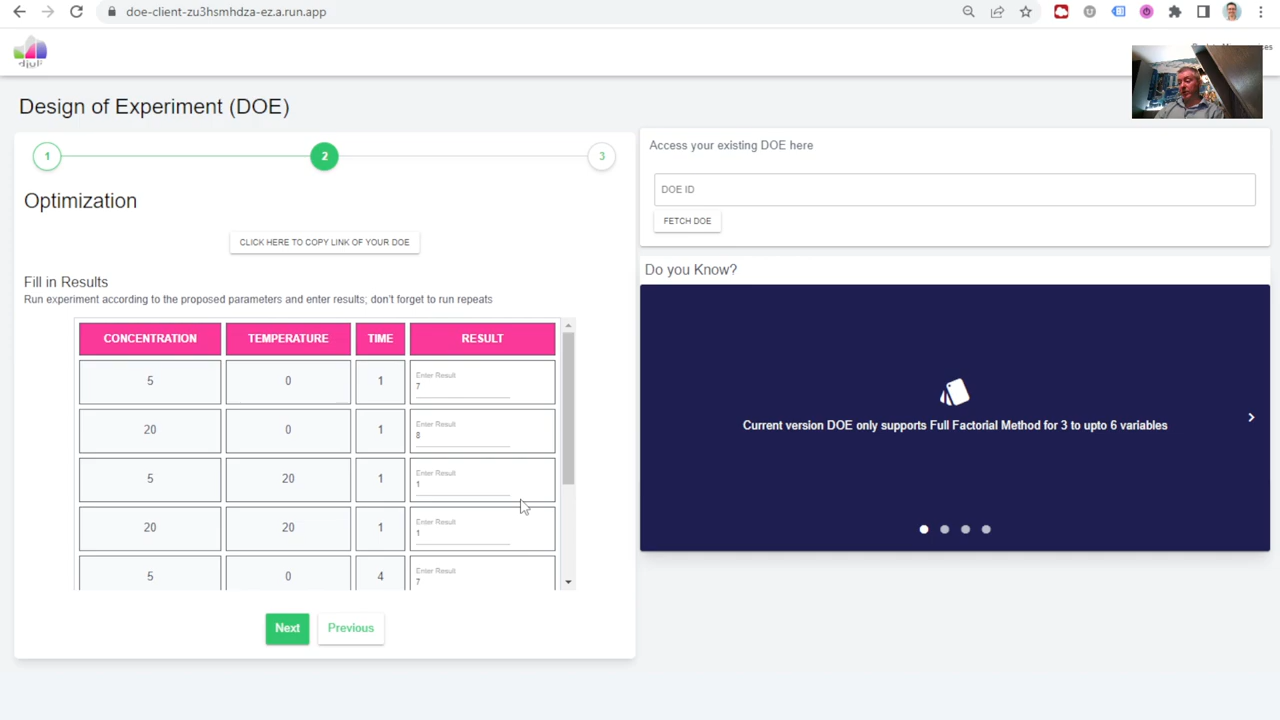 doe-client-zu3hsmhdza-ez.a.run.app
djuli
Design of Experiment (DOE)
1
2
3
Optimization
CLICK HERE TO COPY LINK OF YOUR DOE
Fill in Results
Run experiment according to the proposed parameters and enter results; don't forget to run repeats
CONCENTRATION TEMPERATURE TIME RESULT
Enter Result
5 0 1 7
Enter Result
20 0 1 8
Enter Result
5 20 1 1
Enter Result
20 20 1 1
Enter Result
5 0 4 7
Next Previous
Access your existing DOE here
DOE ID
FETCH DOE
Do you Know?
Current version DOE only supports Full Factorial Method for 3 to upto 6 variables